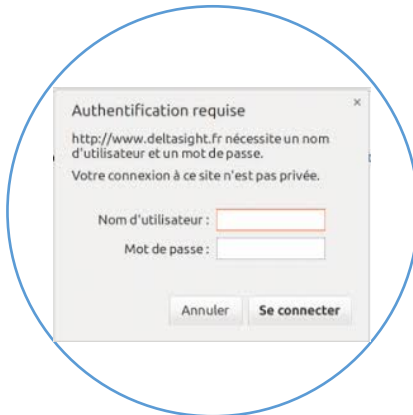 Authentification requise
×
http://www.deltasight.fr nécessite un nom
d'utilisateur et un mot de passe.
Votre connexion à ce site n'est pas privée.
Nom d'utilisateur :
Mot de passe :
Annuler Se connecter